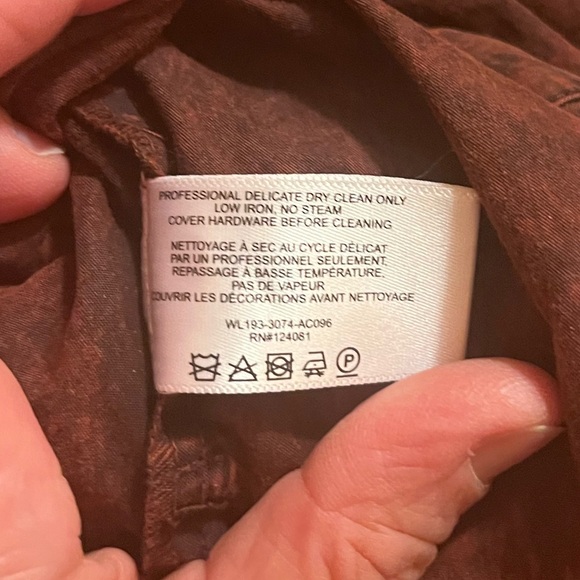 PROFESSIONAL DELICATE DRY CLEAN ONLY
LOW IRON, NO STEAM
COVER HARDWARE BEFORE CLEANING
NETTOYAGE À SEC AU CYCLE DÉLICAT
PAR UN PROFESSIONNEL SEULEMENT.
REPASSAGE À BASSE TEMPÉRATURE,
PAS DE VAPEUR
COUVRIR LES DÉCORATIONS AVANT NETTOYAGE
WL193-3074-AC096
RN#124081
P